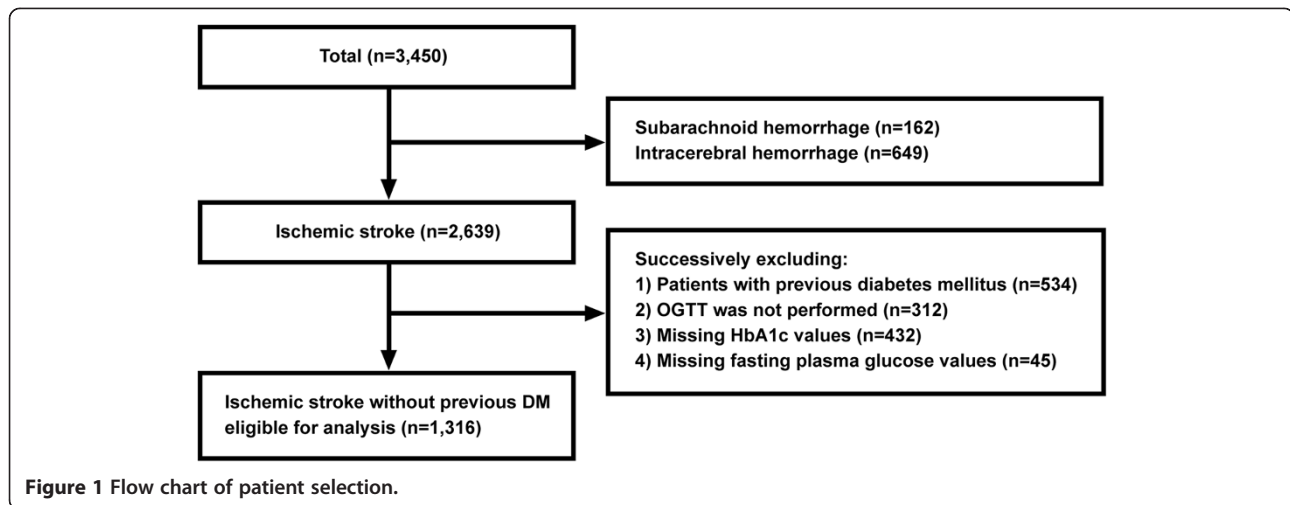 Total (n=3,450)
Subarachnoid hemorrhage (n=162)
Intracerebral hemorrhage (n=649)
Ischemic stroke (n=2,639)
Successively excluding:
1) Patients with previous diabetes mellitus (n=534)
2) OGTT was not performed (n=312)
3) Missing HbA1c values (n=432)
4) Missing fasting plasma glucose values (n=45)
Ischemic stroke without previous DM
eligible for analysis (n=1,316)
Figure 1 Flow chart of patient selection.